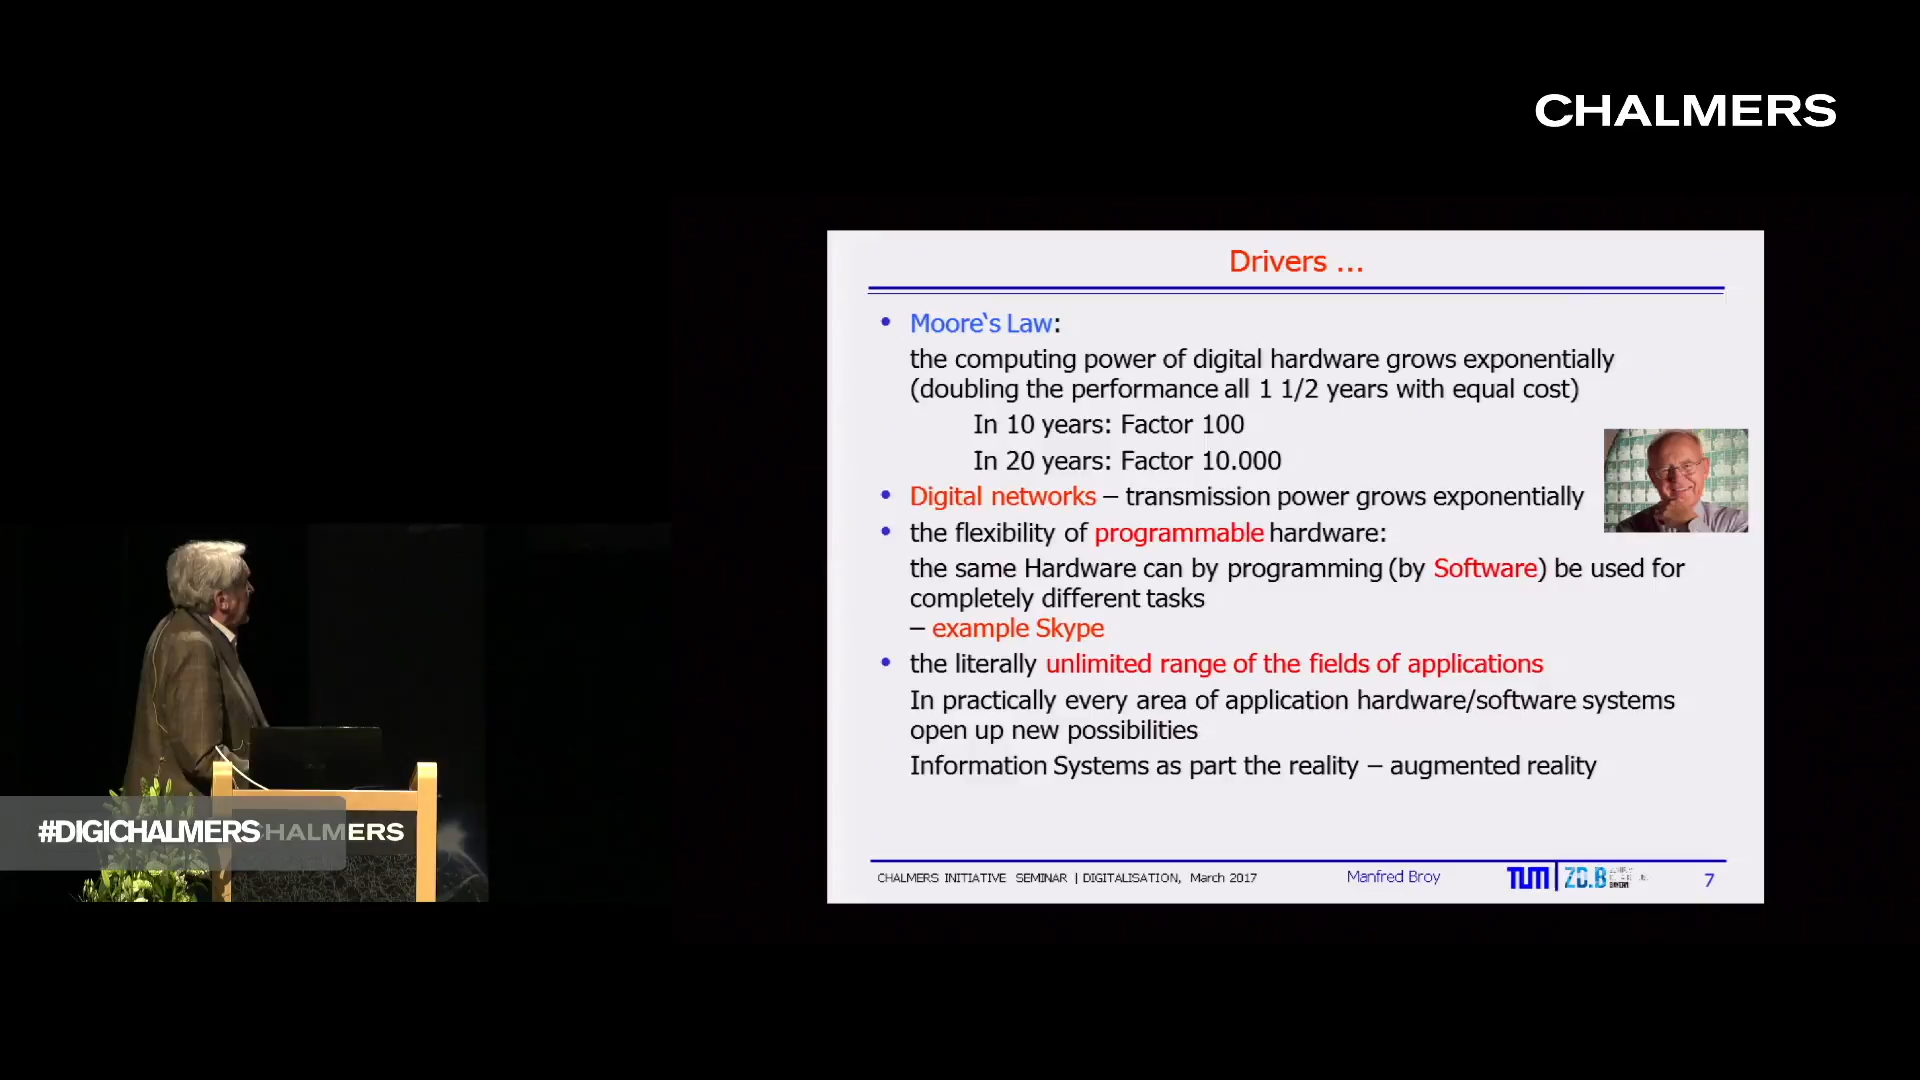 CHALMERS
Drivers ...
• Moore‘s Law:
the computing power of digital hardware grows exponentially
(doubling the performance all 1 1/2 years with equal cost)
In 10 years: Factor 100
In 20 years: Factor 10.000
• Digital networks – transmission power grows exponentially
• the flexibility of programmable hardware:
the same Hardware can by programming (by Software) be used for
completely different tasks
– example Skype
• the literally unlimited range of the fields of applications
In practically every area of application hardware/software systems
open up new possibilities
Information Systems as part the reality – augmented reality
CHALMERS INITIATIVE SEMINAR | DIGITALISATION, March 2017 Manfred Broy TUM ZD.B 7
#DIGICHALMERS
CHALMERS